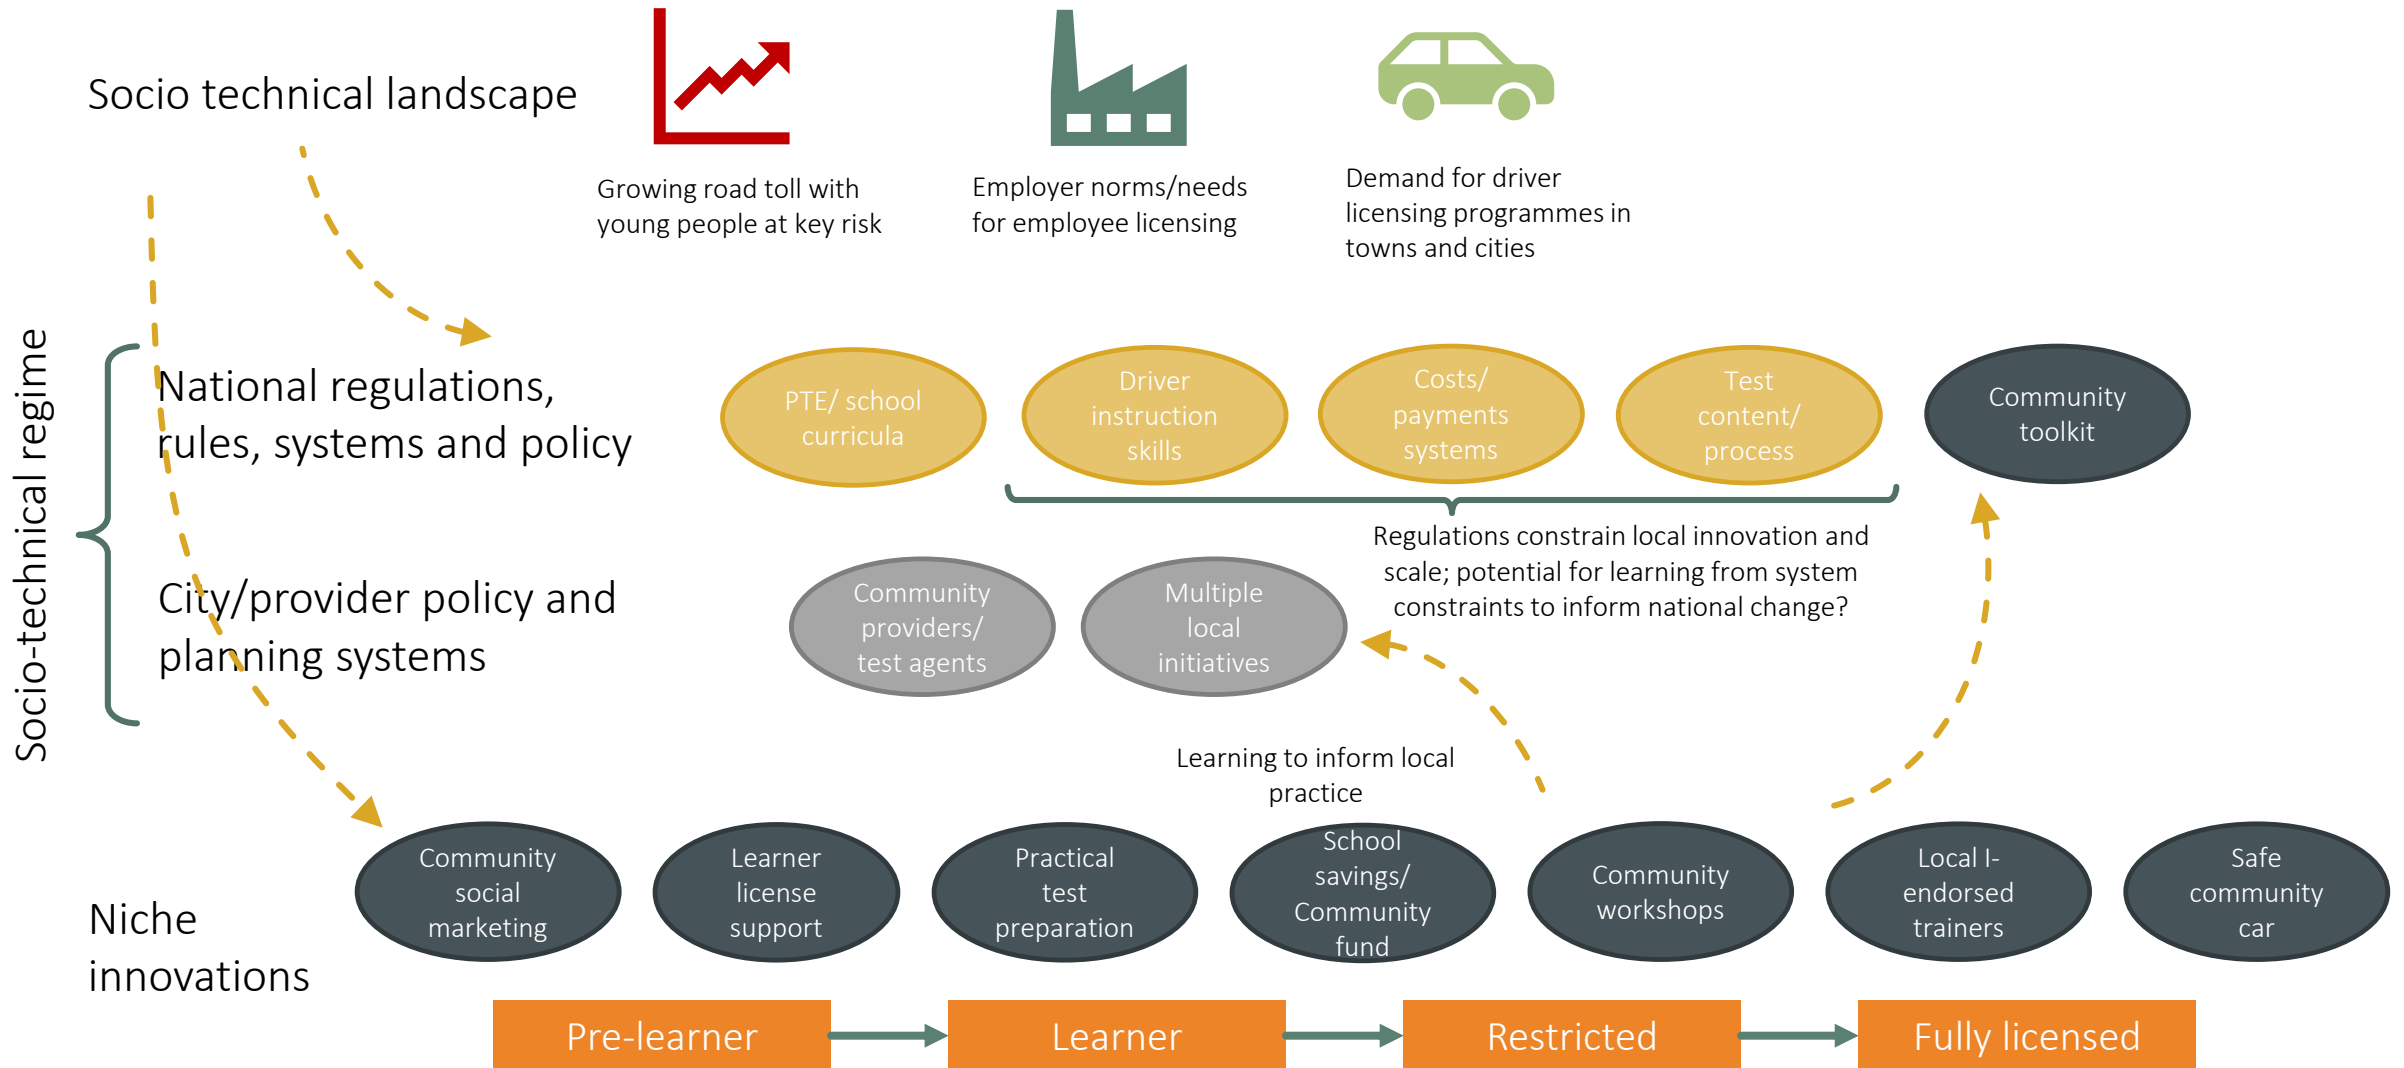 Socio technical landscape
Growing road toll with
young people at key risk
Employer norms/needs
for employee licensing
Demand for driver
licensing programmes in
towns and cities
Socio-technical regime
National regulations,
rules, systems and policy
PTE/ school
curricula
Driver
instruction
skills
Costs/
payments
systems
Test
content/
process
Community
toolkit
Regulations constrain local innovation and
scale; potential for learning from system
constraints to inform national change?
City/provider policy and
planning systems
Community
providers/
test agents
Multiple
local
initiatives
Learning to inform local
practice
Niche
innovations
Community
social
marketing
Learner
license
support
Practical
test
preparation
School
savings/
Community
fund
Community
workshops
Local I-
endorsed
trainers
Safe
community
car
Pre-learner
Learner
Restricted
Fully licensed